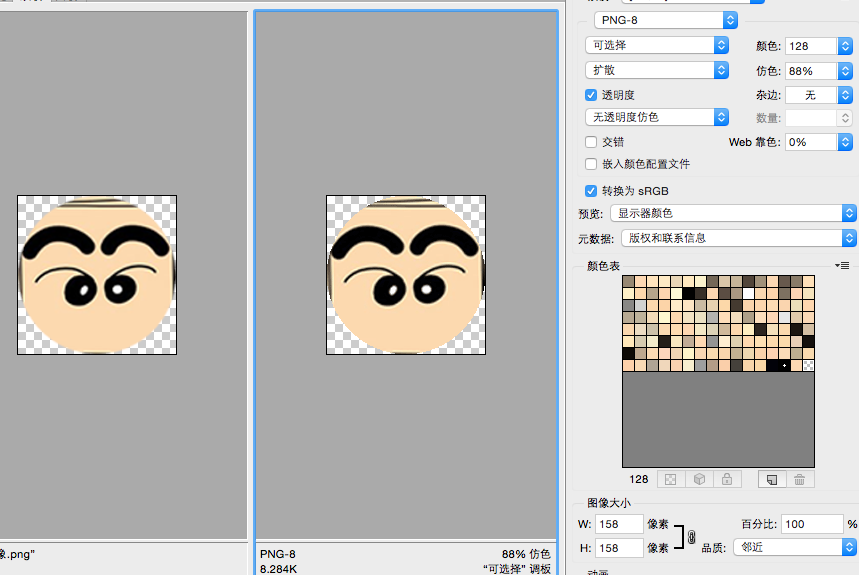 PNG-8
可选择
颜色: 128
扩散
仿色: 88%
透明度
杂边: 无
无透明度仿色
数量:
交错
Web 靠色: 0%
嵌入颜色配置文件
转换为 sRGB
预览: 显示器颜色
元数据: 版权和联系信息
颜色表
128
图像大小
W: 158 像素
百分比: 100 %
H: 158 像素
品质: 邻近
像.png”
PNG-8
88% 仿色
8.284K
“可选择” 调板
动画